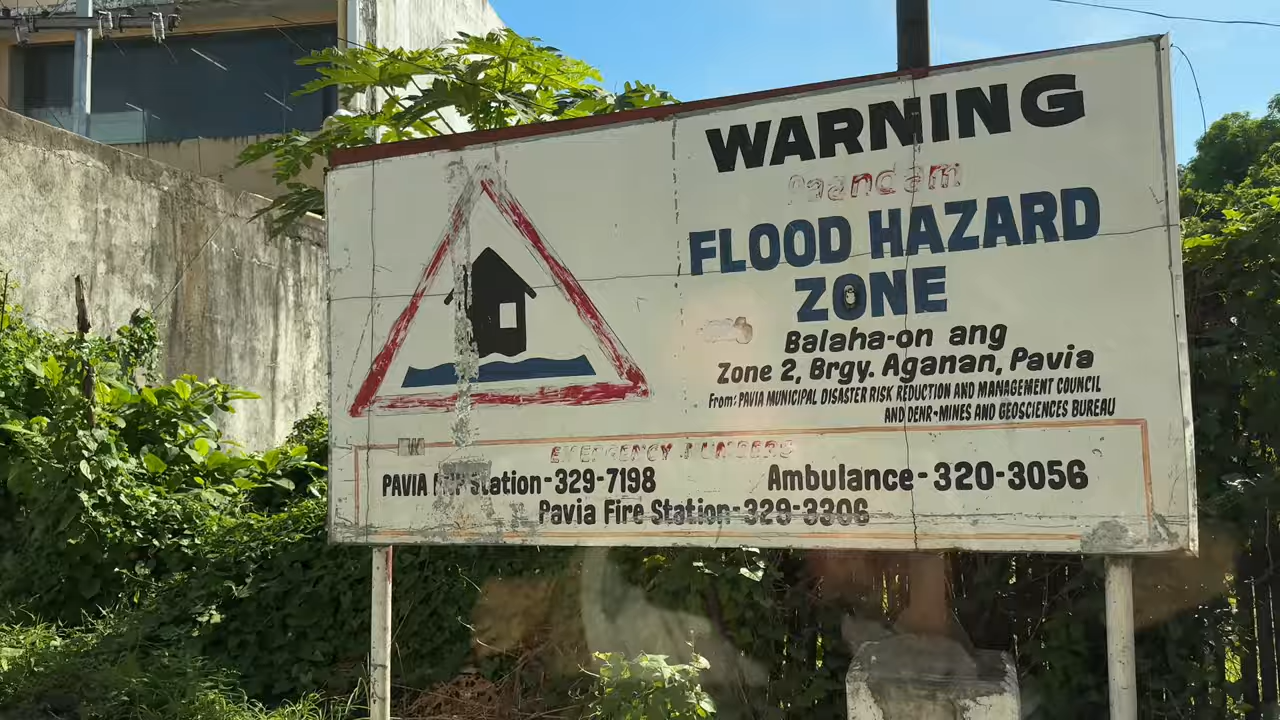 WARNING
Paandam
FLOOD HAZARD
ZONE
Balaha-on ang
Zone 2, Brgy. Aganan, Pavia
From: PAVIA MUNICIPAL DISASTER RISK REDUCTION AND MANAGEMENT COUNCIL
AND DENR-MINES AND GEOSCIENCES BUREAU
EMERGENCY NUMBERS
PAVIA Station-329-7198
Ambulance-320-3056
Pavia Fire Station-329-3306